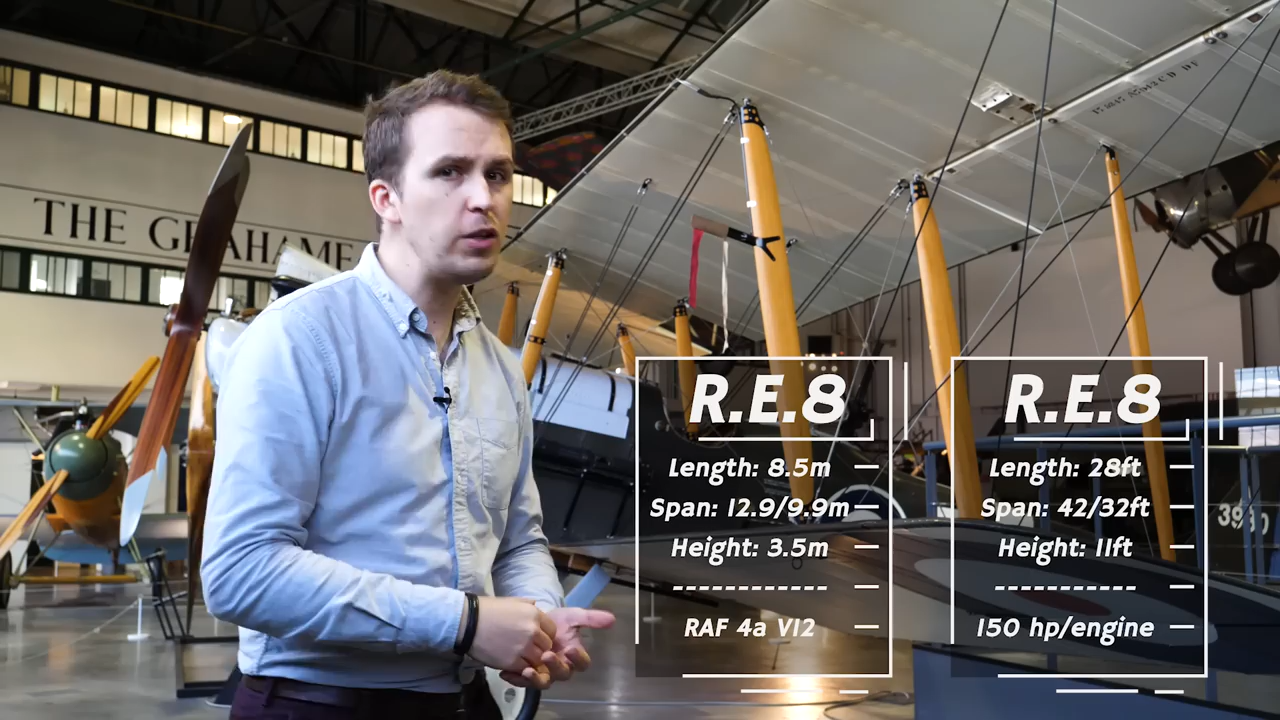 THE GRAHAME
R.E.8
Length: 8.5m
Span: 12.9/9.9m
Height: 3.5m
------------
RAF 4a V12
R.E.8
Length: 28ft
Span: 42/32ft
Height: 11ft
------------
150 hp/engine